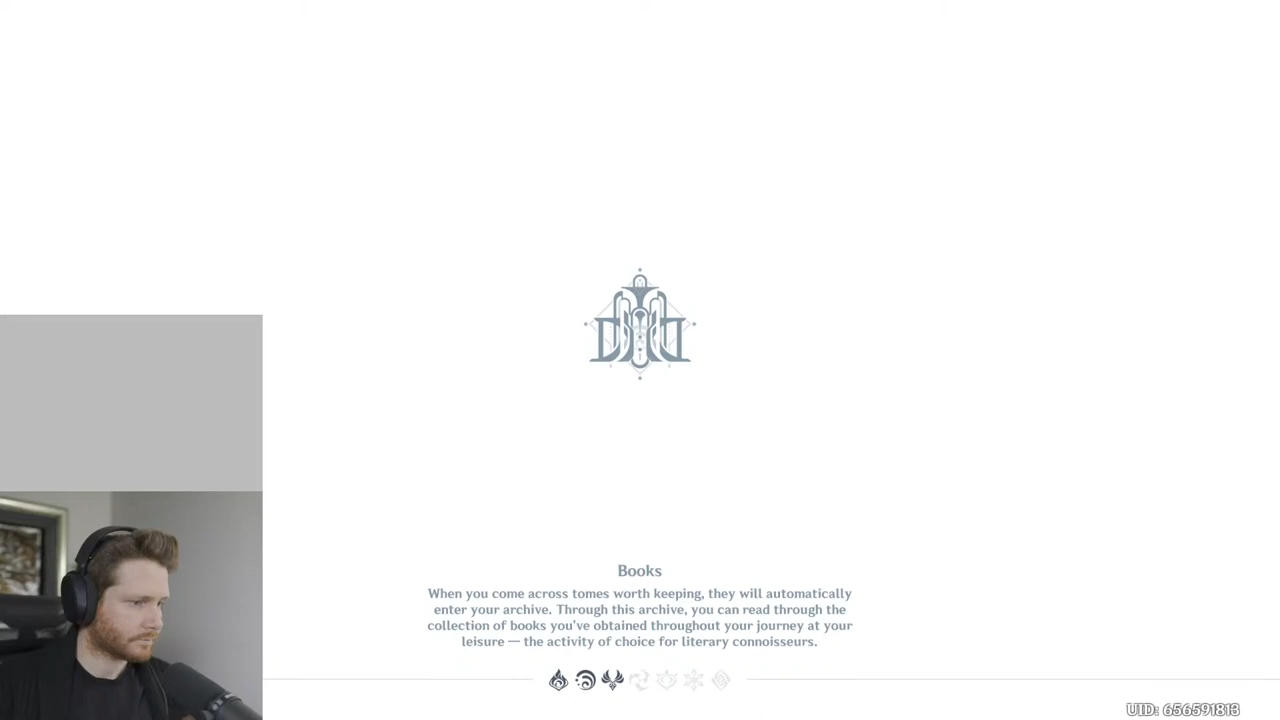 Books
When you come across tomes worth keeping, they will automatically
enter your archive. Through this archive, you can read through the
collection of books you've obtained throughout your journey at your
leisure — the activity of choice for literary connoisseurs.
UID: 656591813